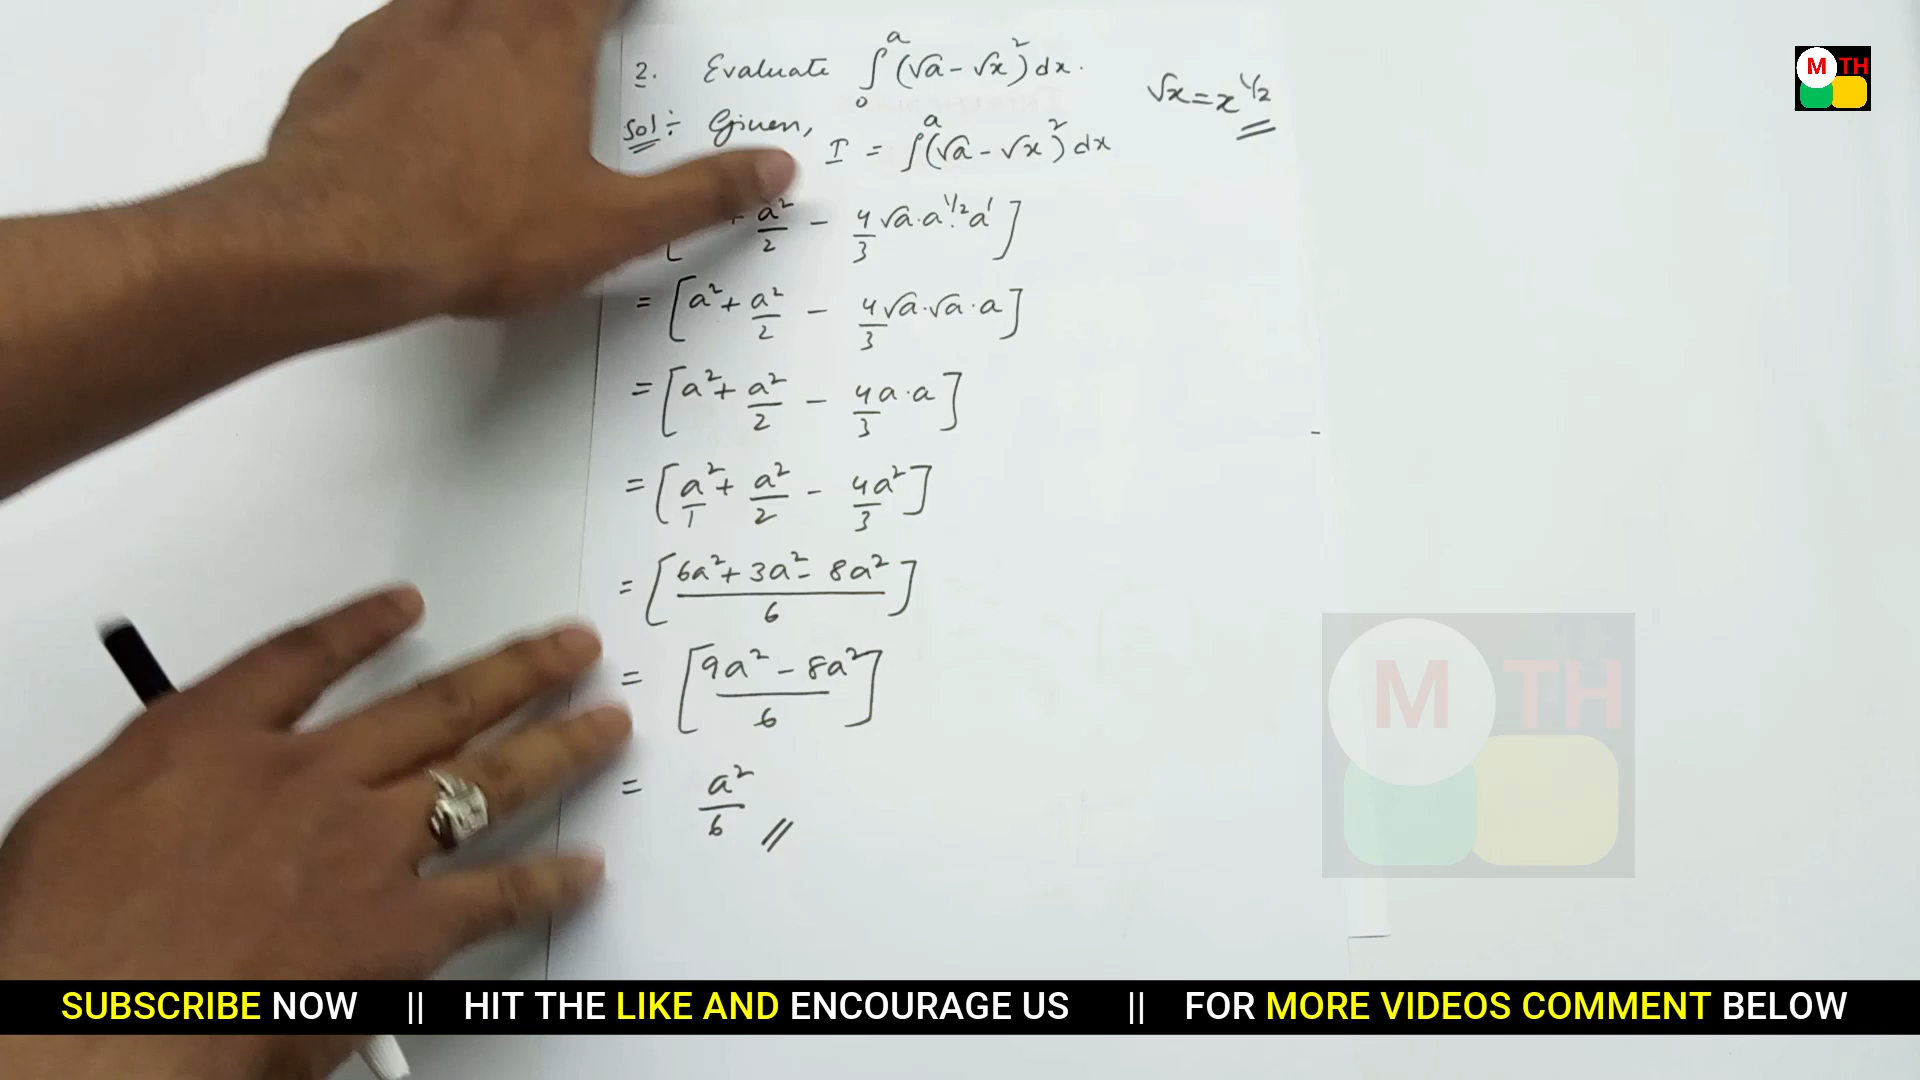 2. Evaluate ∫₀ᵃ (√a - √x)² dx.
√x = x^1/2
Sol÷ Given,
I = ∫ᵃ (√a - √x)² dx
+ a²/2 - 4/3 √a · a^1/2 · a¹]
= [a² + a²/2 - 4/3 √a · √a · a]
= [a² + a²/2 - 4/3 a · a]
= [a²/1 + a²/2 - 4a²/3]
= [6a² + 3a² - 8a² / 6]
= [9a² - 8a² / 6]
= a²/6 //
M TH
M TH
SUBSCRIBE NOW || HIT THE LIKE AND ENCOURAGE US || FOR MORE VIDEOS COMMENT BELOW